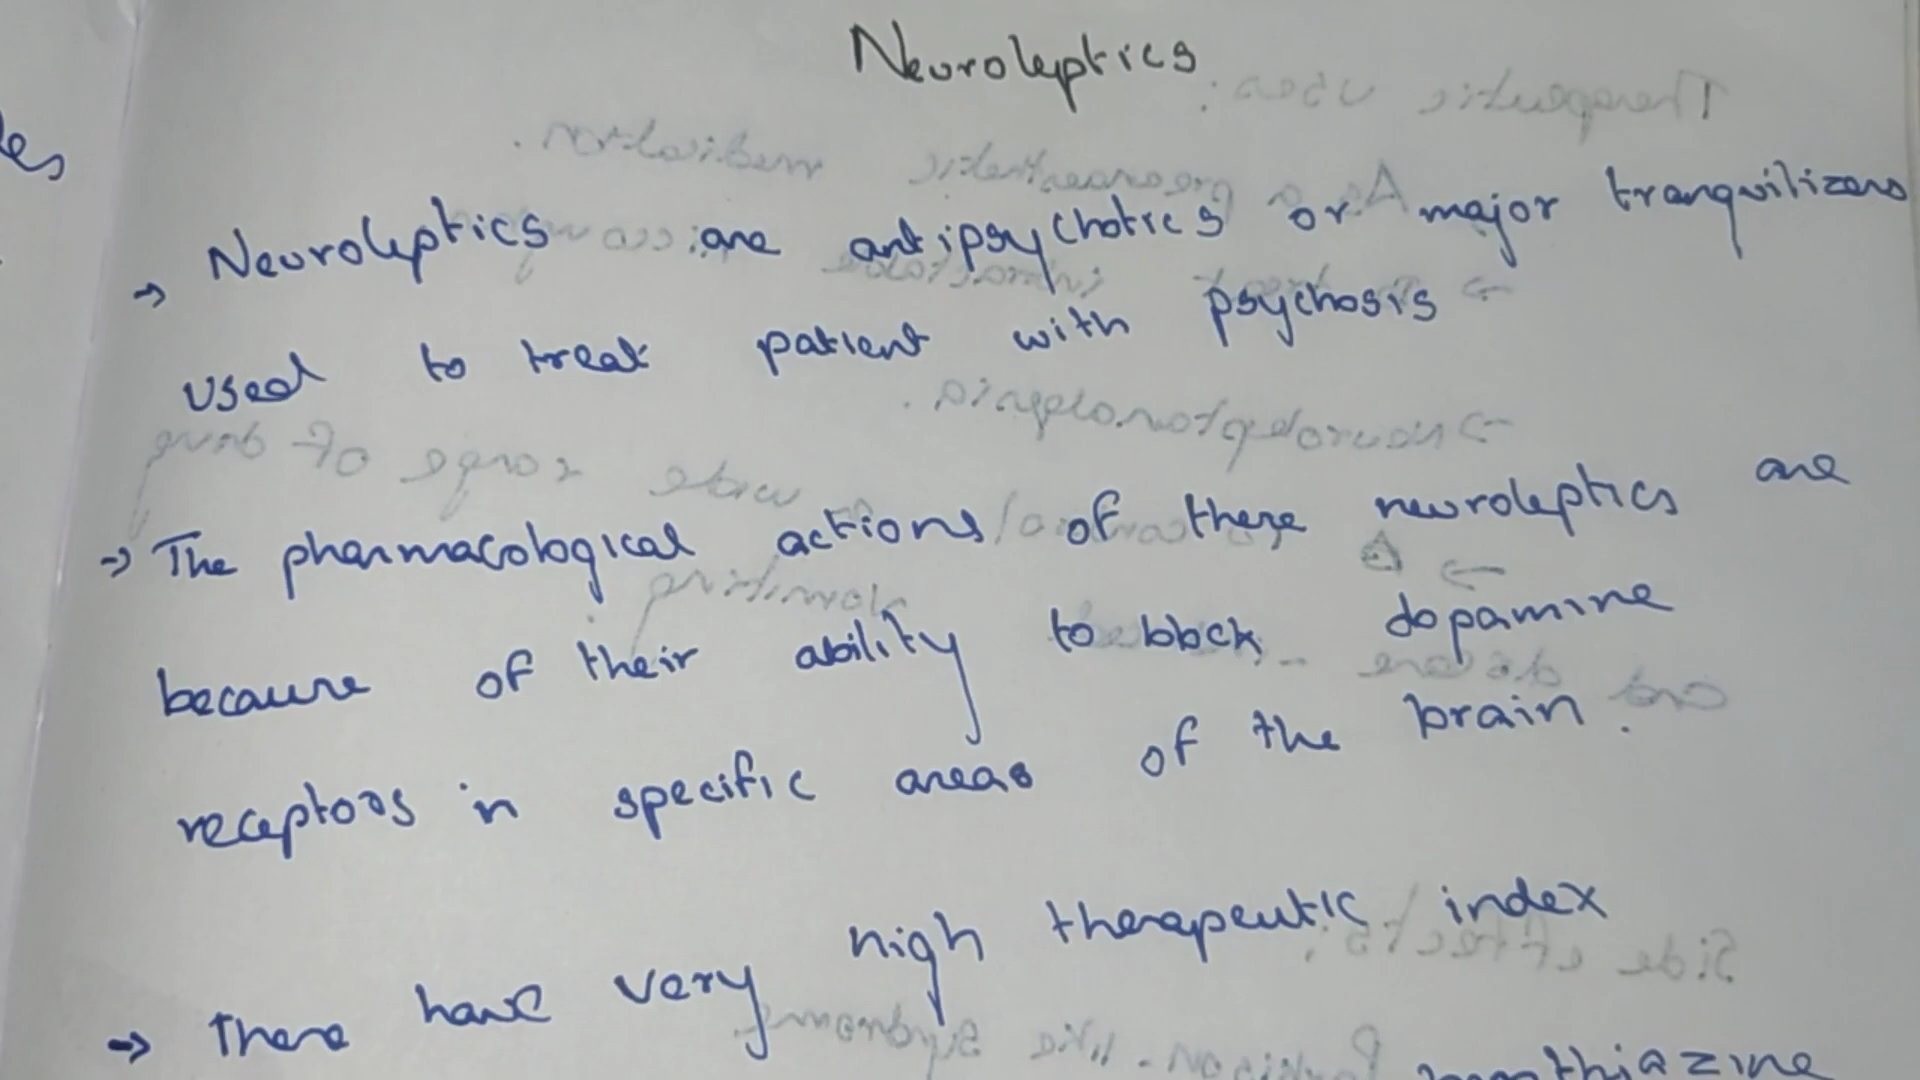 Neuroleptics
→ Neuroleptics are antipsychotics or major tranquilizers
used to treat patient with psychosis
→ The pharmacological actions of these neuroleptics are
because of their ability to block dopamine
receptors in specific areas of the brain.
→ These have very high therapeutic index